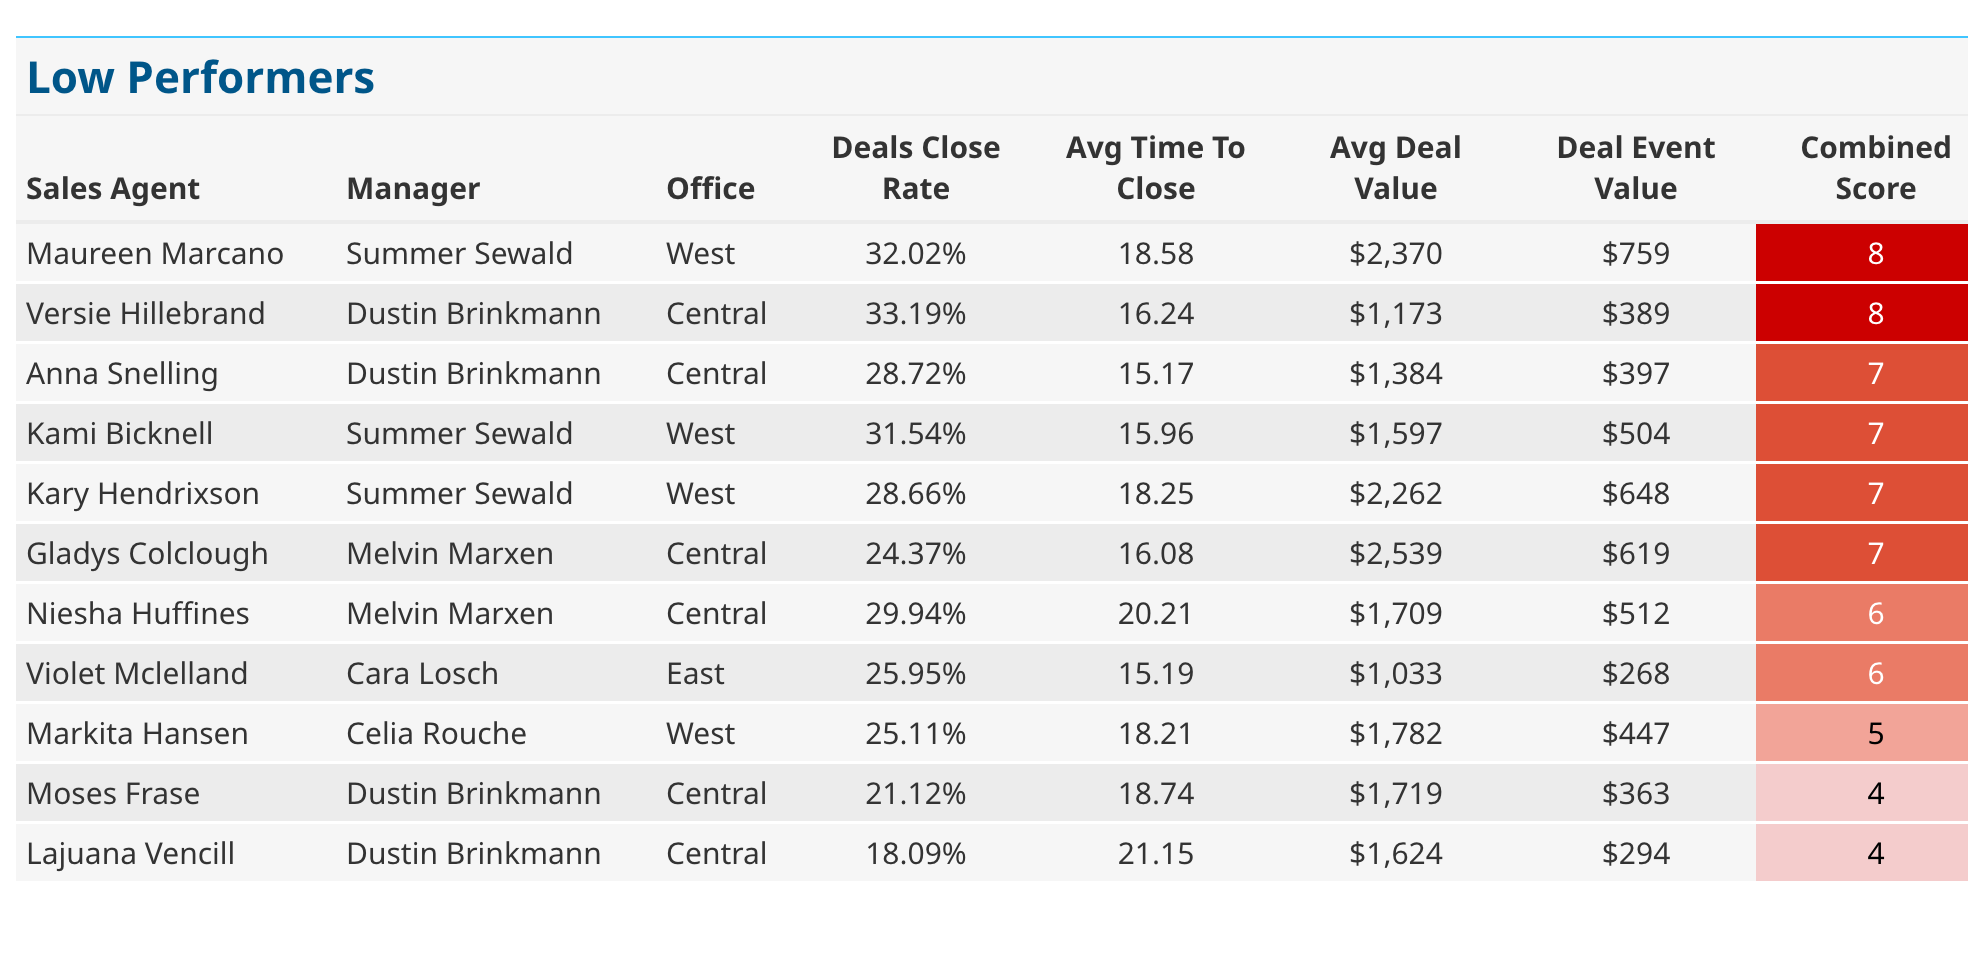 Low Performers
Sales Agent Manager Office Deals Close Rate Avg Time To Close Avg Deal Value Deal Event Value Combined Score
Maureen Marcano Summer Sewald West 32.02% 18.58 $2,370 $759 8
Versie Hillebrand Dustin Brinkmann Central 33.19% 16.24 $1,173 $389 8
Anna Snelling Dustin Brinkmann Central 28.72% 15.17 $1,384 $397 7
Kami Bicknell Summer Sewald West 31.54% 15.96 $1,597 $504 7
Kary Hendrixson Summer Sewald West 28.66% 18.25 $2,262 $648 7
Gladys Colclough Melvin Marxen Central 24.37% 16.08 $2,539 $619 7
Niesha Huffines Melvin Marxen Central 29.94% 20.21 $1,709 $512 6
Violet Mclelland Cara Losch East 25.95% 15.19 $1,033 $268 6
Markita Hansen Celia Rouche West 25.11% 18.21 $1,782 $447 5
Moses Frase Dustin Brinkmann Central 21.12% 18.74 $1,719 $363 4
Lajuana Vencill Dustin Brinkmann Central 18.09% 21.15 $1,624 $294 4